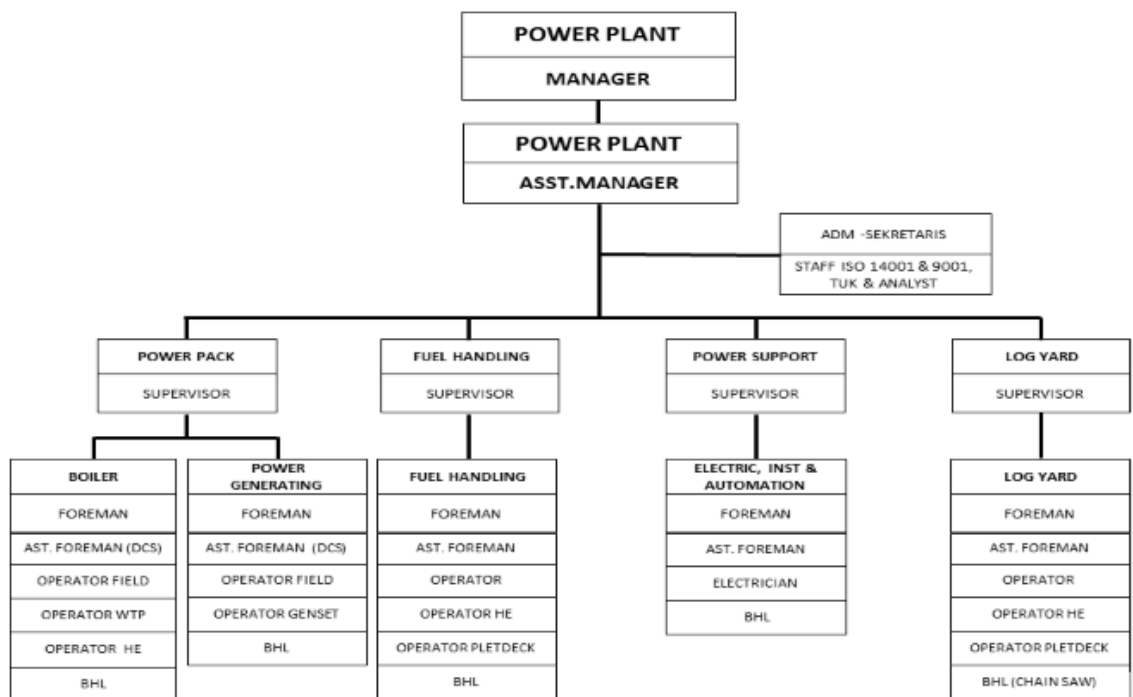 POWER PLANT
MANAGER
POWER PLANT
ASST.MANAGER
ADM -SEKRETARIS
STAFF ISO 14001 & 9001,
TUK & ANALYST
POWER PACK
SUPERVISOR
FUEL HANDLING
SUPERVISOR
POWER SUPPORT
SUPERVISOR
LOG YARD
SUPERVISOR
BOILER
FOREMAN
AST. FOREMAN (DCS)
OPERATOR FIELD
OPERATOR WTP
OPERATOR HE
BHL
POWER
GENERATING
FOREMAN
AST. FOREMAN (DCS)
OPERATOR FIELD
OPERATOR GENSET
BHL
FUEL HANDLING
FOREMAN
AST. FOREMAN
OPERATOR
OPERATOR HE
OPERATOR PLETDECK
BHL
ELECTRIC, INST &
AUTOMATION
FOREMAN
AST. FOREMAN
ELECTRICIAN
BHL
LOG YARD
FOREMAN
AST. FOREMAN
OPERATOR
OPERATOR HE
OPERATOR PLETDECK
BHL (CHAIN SAW)